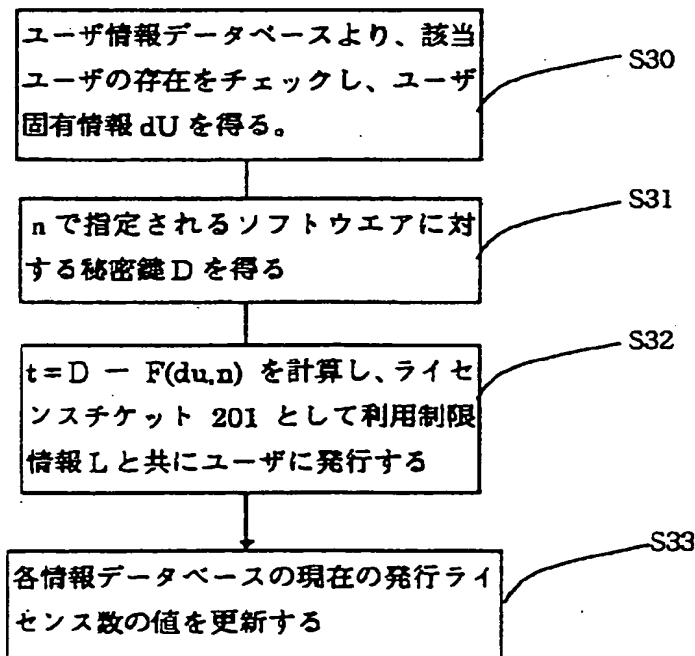 ユーザ情報データベースより、該当
ユーザの存在をチェックし、ユーザ
固有情報 dU を得る。
S30
n で指定されるソフトウエアに対
する秘密鍵 D を得る
S31
t=D － F(du,n) を計算し、ライセ
ンスチケット 201 として利用制限
情報 L と共にユーザに発行する
S32
各情報データベースの現在の発行ライ
センス数の値を更新する
S33